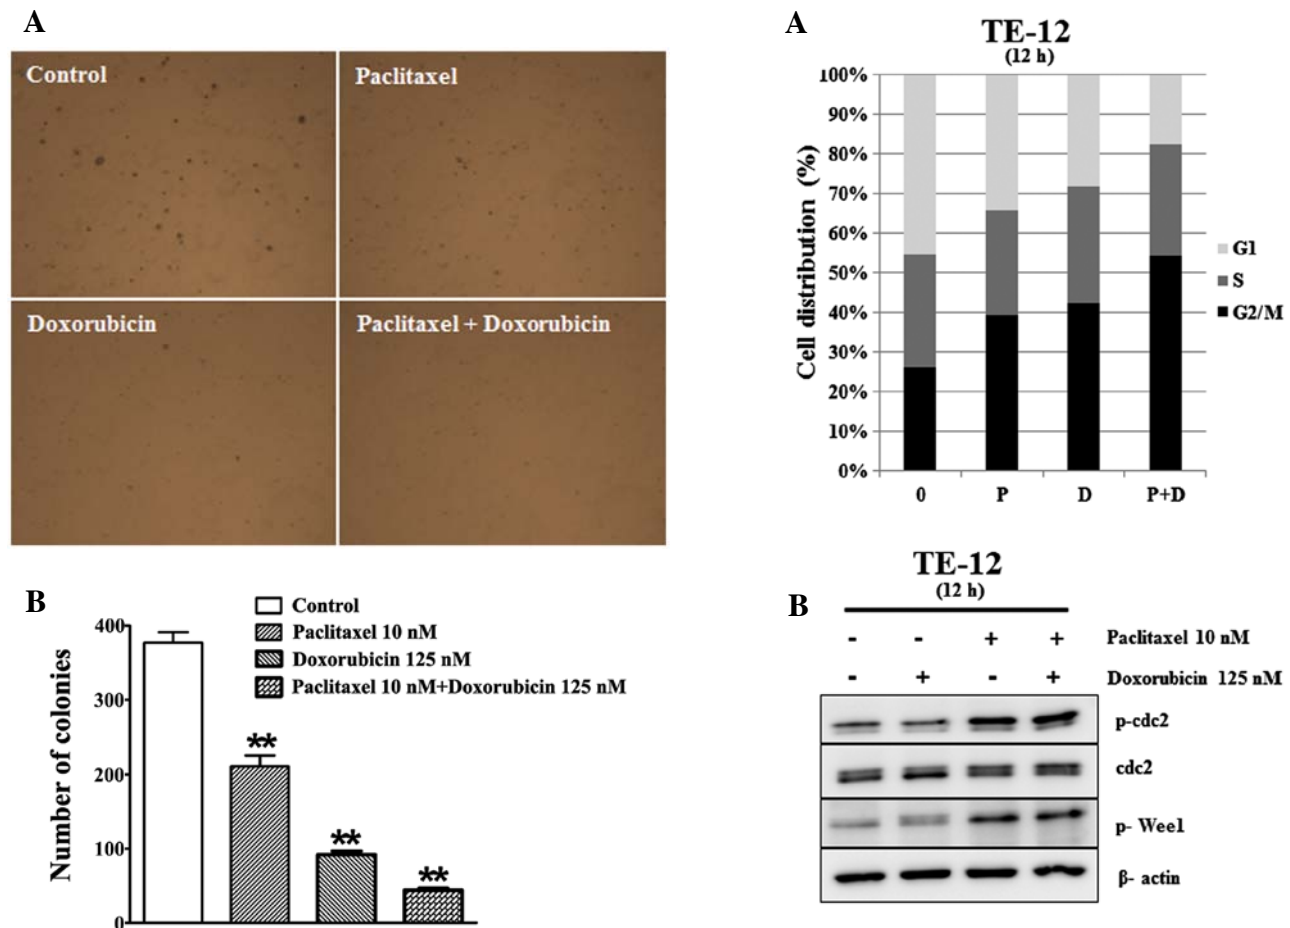 A
Control
Paclitaxel
Doxorubicin
Paclitaxel + Doxorubicin
B
Control
Paclitaxel 10 nM
Doxorubicin 125 nM
Paclitaxel 10 nM+Doxorubicin 125 nM
Number of colonies
400
300
200
100
0
**
**
**
A
TE-12
(12 h)
Cell distribution (%)
100%
90%
80%
70%
60%
50%
40%
30%
20%
10%
0%
0 P D P+D
G1
S
G2/M
B
TE-12
(12 h)
- - + + Paclitaxel 10 nM
- + - + Doxorubicin 125 nM
p-cdc2
cdc2
p- Wee1
β- actin